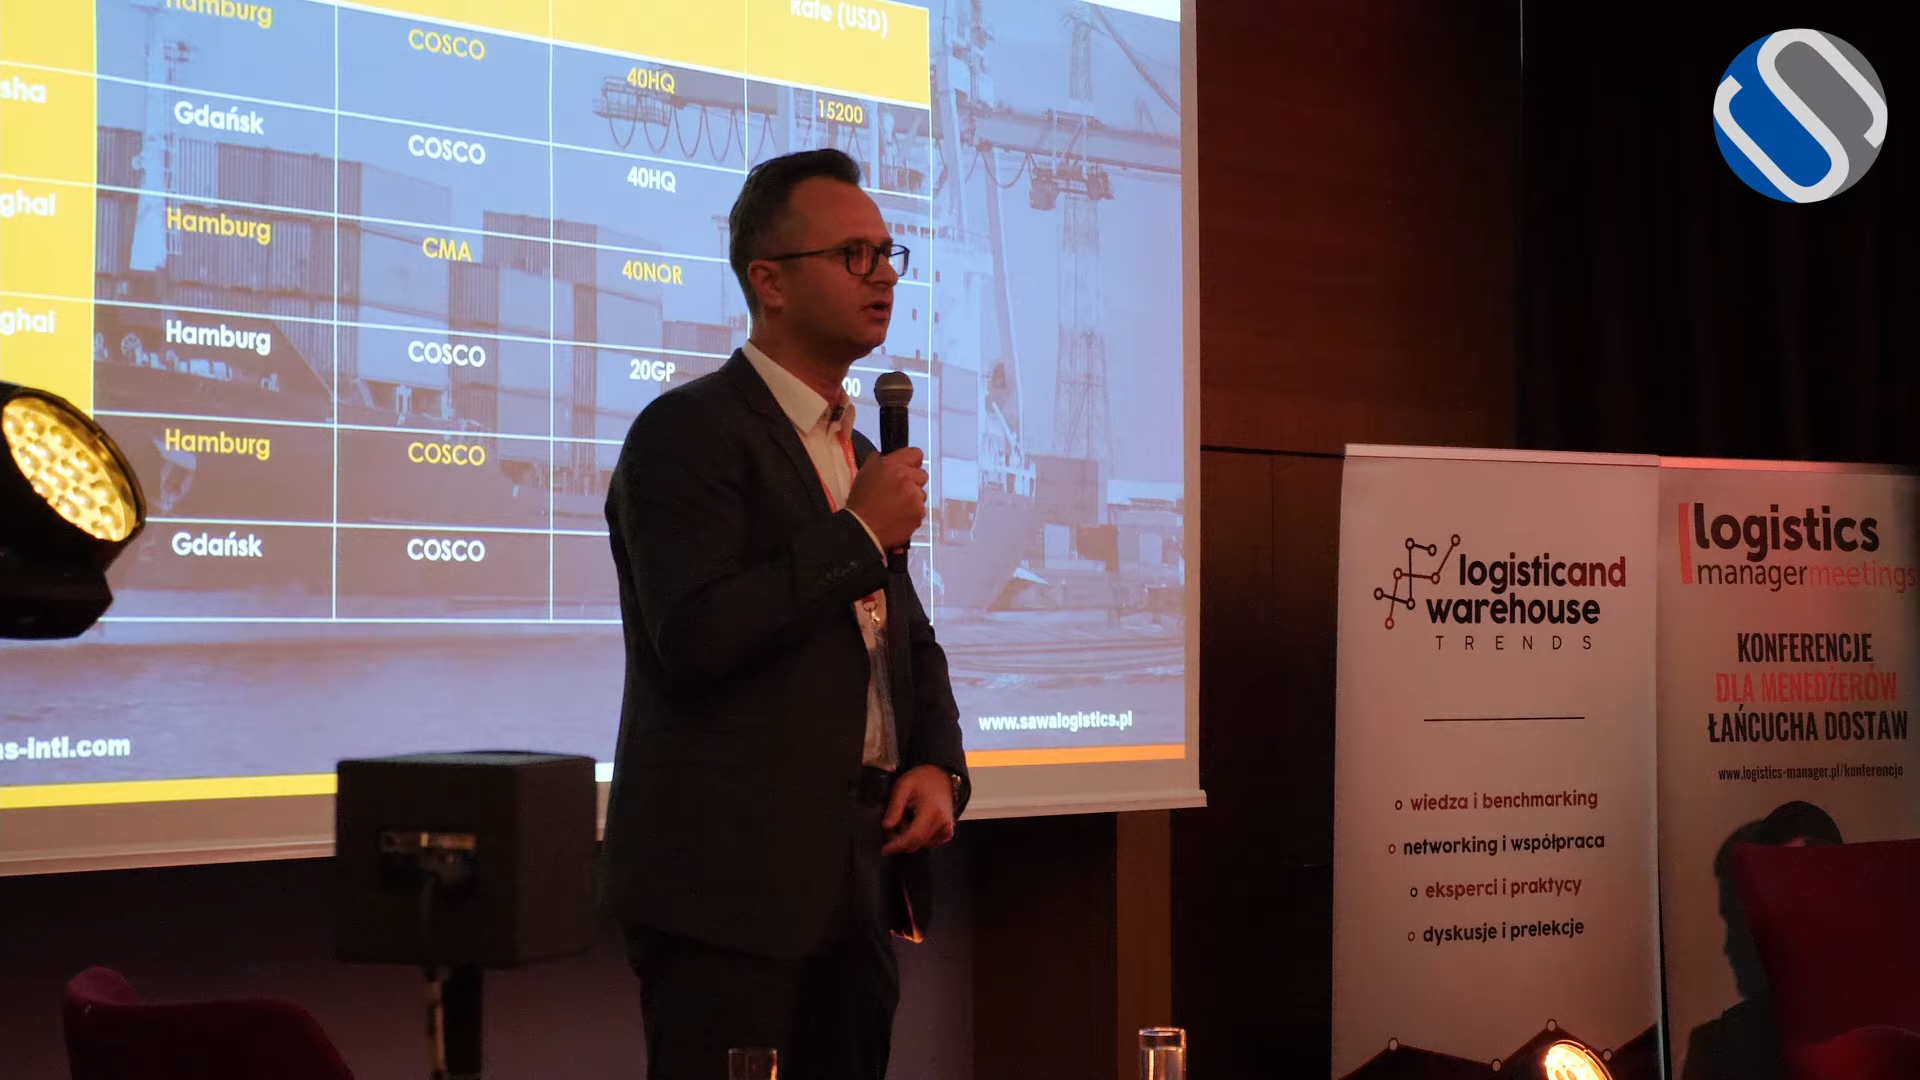 Hamburg COSCO 40HQ Rate (USD)
15200
sha Gdańsk COSCO 40HQ
ghai Hamburg CMA 40NOR
ghai Hamburg COSCO 20GP 00
Hamburg COSCO
Gdańsk COSCO
s-intl.com
www.sawalogistics.pl
logisticand
warehouse
TRENDS
wiedza i benchmarking
networking i współpraca
eksperci i praktycy
dyskusje i prelekcje
logistics
managermeetings
KONFERENCJE
DLA MENEDŻERÓW
ŁAŃCUCHA DOSTAW
www.logistics-manager.pl/konferencje